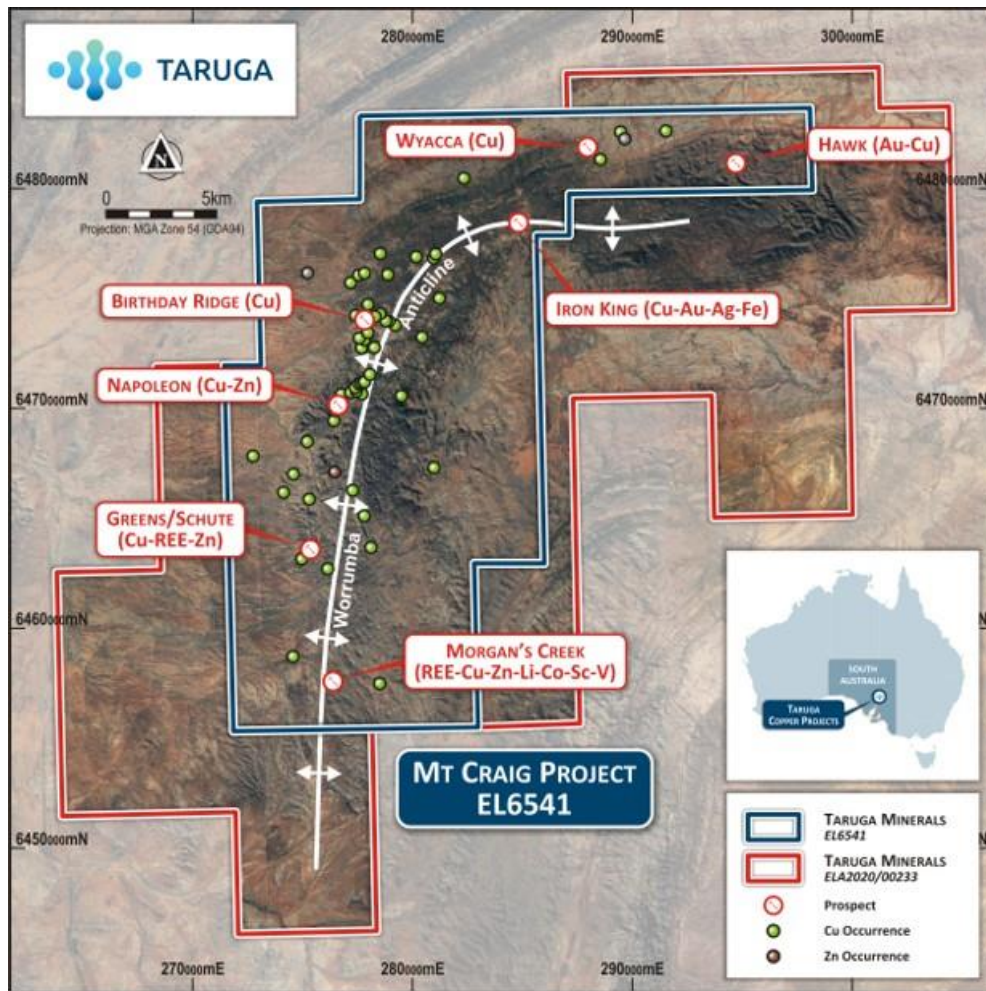 280000mE 290000mE 300000mE
TARUGA
N
0 5km
Projection: MGA Zone 54 (GDA94)
WYACCA (CU)
HAWK (AU-CU)
6480000mN 6480000mN
Anticline
BIRTHDAY RIDGE (CU)
IRON KING (CU-AU-AG-FE)
NAPOLEON (CU-ZN)
6470000mN 6470000mN
GREENS/SCHUTE
(CU-REE-ZN)
Worrumba
6460000mN
MORGAN'S CREEK
(REE-CU-ZN-LI-CO-SC-V)
SOUTH
AUSTRALIA
TARUGA
COPPER PROJECTS
MT CRAIG PROJECT
EL6541
6450000mN
TARUGA MINERALS
EL6541
TARUGA MINERALS
ELA2020/00233
Prospect
Cu Occurrence
Zn Occurrence
270000mE 280000mE 290000mE